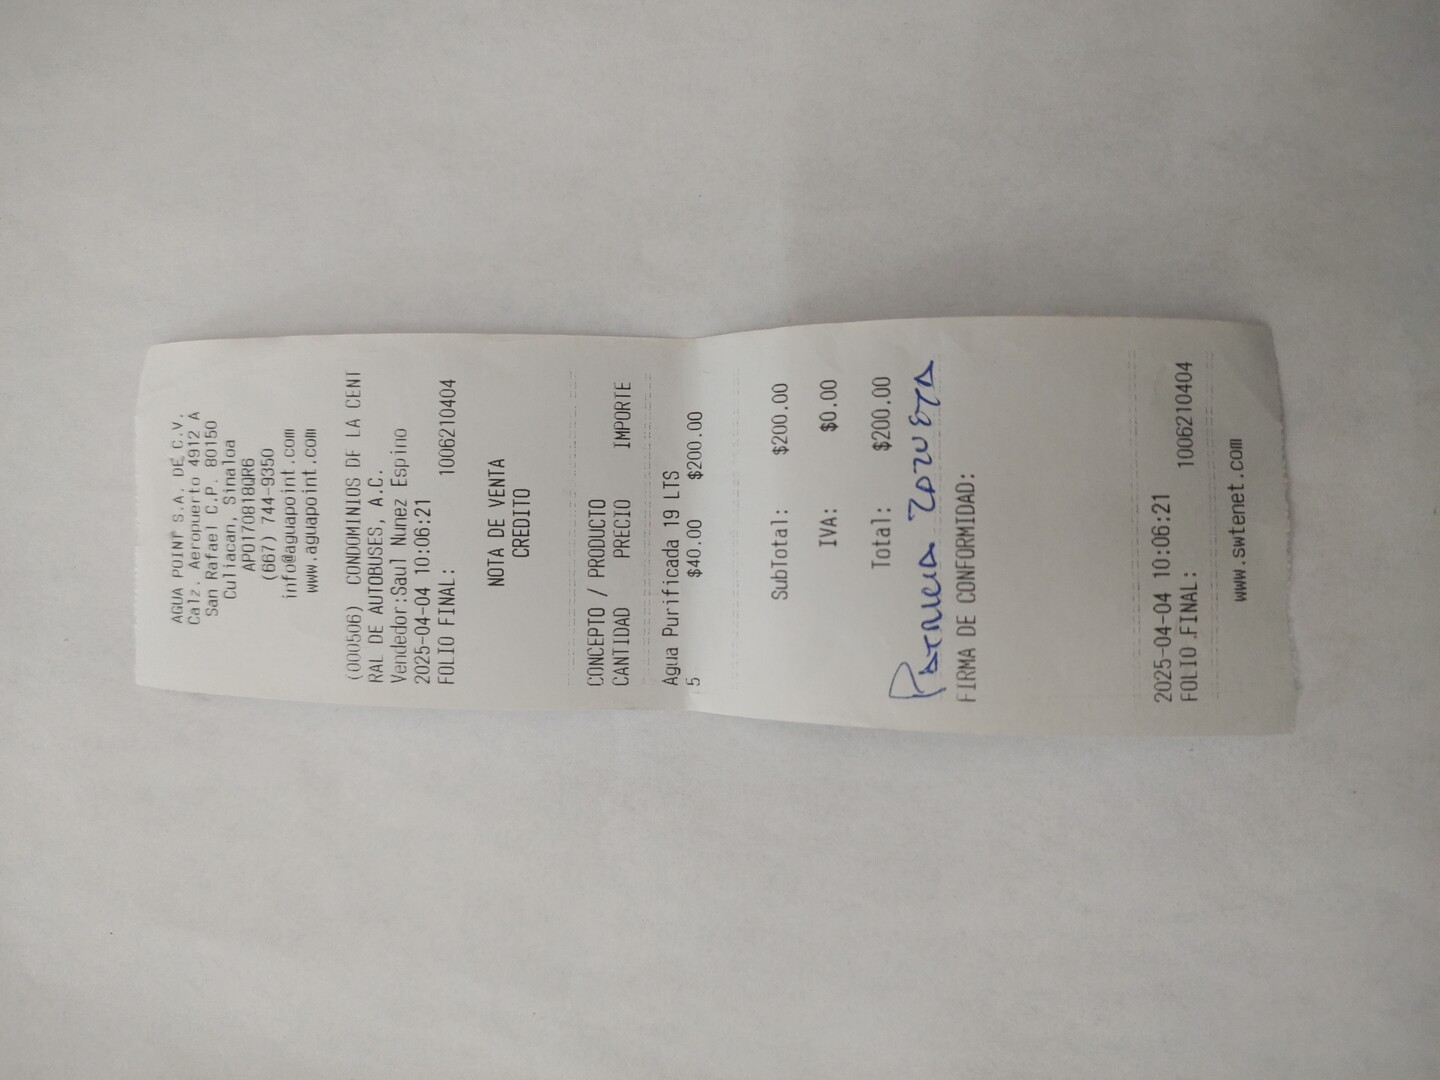 AGUA POINT S.A. DE C.V.
Calz. Aeropuerto 4912 A
San Rafael C.P. 80150
Culiacan, Sinaloa
APO170818QR6
(667) 744-9350
info@aguapoint.com
www.aguapoint.com
(000506) CONDOMINIOS DE LA CENT
RAL DE AUTOBUSES, A.C.
Vendedor:Saul Nunez Espino
2025-04-04 10:06:21
FOLIO FINAL: 1006210404
NOTA DE VENTA
CREDITO
CONCEPTO / PRODUCTO
CANTIDAD PRECIO IMPORTE
Agua Purificada 19 LTS
5 $40.00 $200.00
SubTotal: $200.00
IVA: $0.00
Total: $200.00
Patricia
FIRMA DE CONFORMIDAD:
2025-04-04 10:06:21
FOLIO FINAL: 1006210404
www.swtenet.com